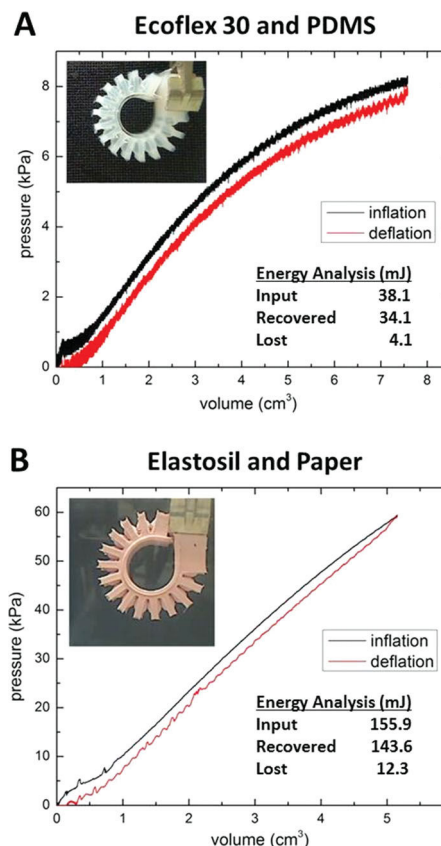 A
Ecoflex 30 and PDMS
8
6
4
2
0
pressure (kPa)
inflation
deflation
Energy Analysis (mJ)
Input 38.1
Recovered 34.1
Lost 4.1
0 1 2 3 4 5 6 7 8
volume (cm³)
B
Elastosil and Paper
60
50
40
30
20
10
0
pressure (kPa)
inflation
deflation
Energy Analysis (mJ)
Input 155.9
Recovered 143.6
Lost 12.3
0 1 2 3 4 5
volume (cm³)